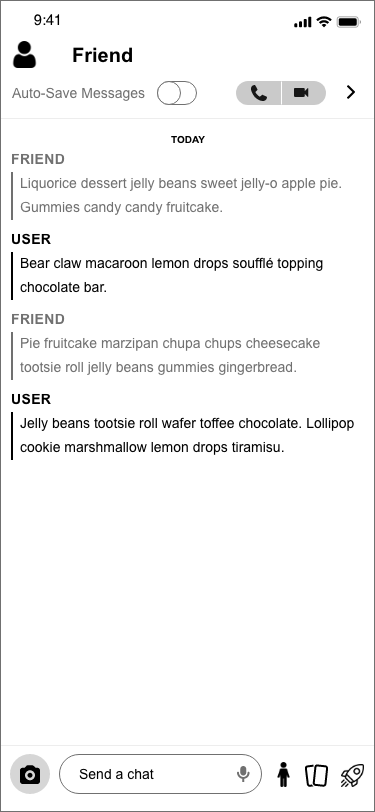 9:41
Friend
Auto-Save Messages
TODAY
FRIEND
Liquorice dessert jelly beans sweet jelly-o apple pie.
Gummies candy candy fruitcake.
USER
Bear claw macaroon lemon drops soufflé topping
chocolate bar.
FRIEND
Pie fruitcake marzipan chupa chups cheesecake
tootsie roll jelly beans gummies gingerbread.
USER
Jelly beans tootsie roll wafer toffee chocolate. Lollipop
cookie marshmallow lemon drops tiramisu.
Send a chat